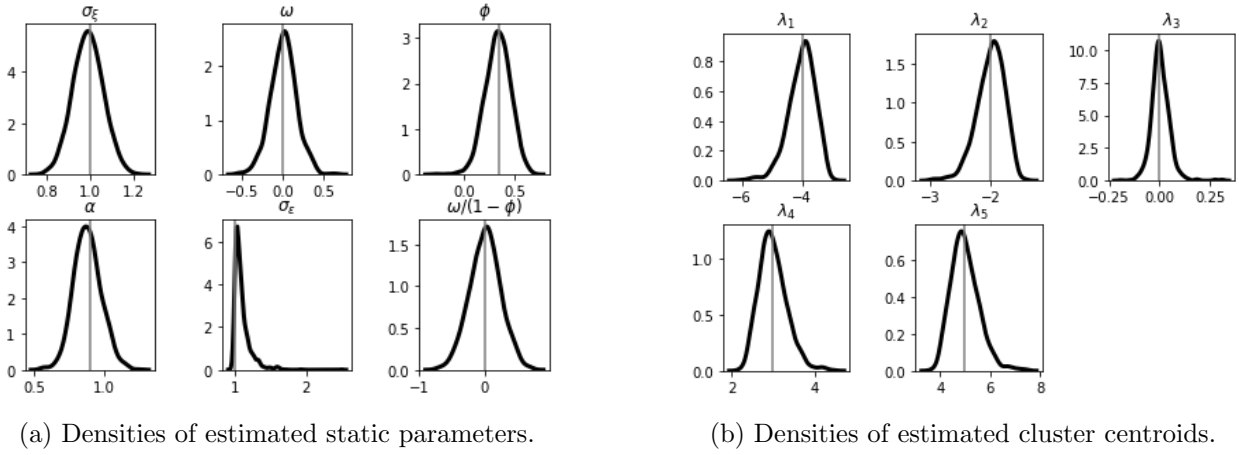 σ_ξ ω φ
4 2 0
2 1 0
3 2 1 0
0.8 1.0 1.2 −0.5 0.0 0.5 0.0 0.5
α σ_ε ω/(1 − φ)
4 3 2 1 0
6 4 2 0
1.5 1.0 0.5 0.0
0.5 1.0 1 2 −1 0
(a) Densities of estimated static parameters.
λ₁ λ₂ λ₃
0.8 0.6 0.4 0.2 0.0
1.5 1.0 0.5 0.0
10.0 7.5 5.0 2.5 0.0
−6 −4 −3 −2 −0.25 0.00 0.25
λ₄ λ₅
1.0 0.5 0.0
0.6 0.4 0.2 0.0
2 3 4 4 6 8
(b) Densities of estimated cluster centroids.